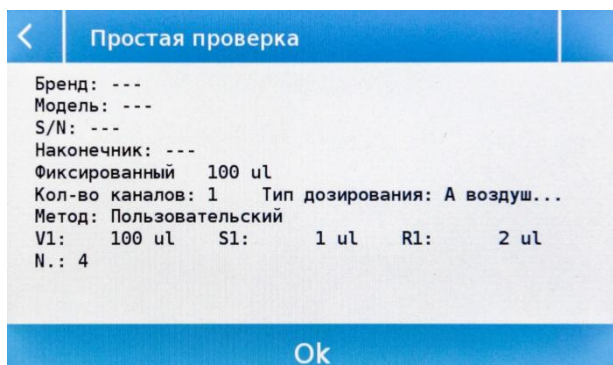 Простая проверка
Бренд: ---
Модель: ---
S/N: ---
Наконечник: ---
Фиксированный 100 ul
Кол-во каналов: 1 Тип дозирования: А воздуш...
Метод: Пользовательский
V1: 100 ul S1: 1 ul R1: 2 ul
N.: 4
Ok